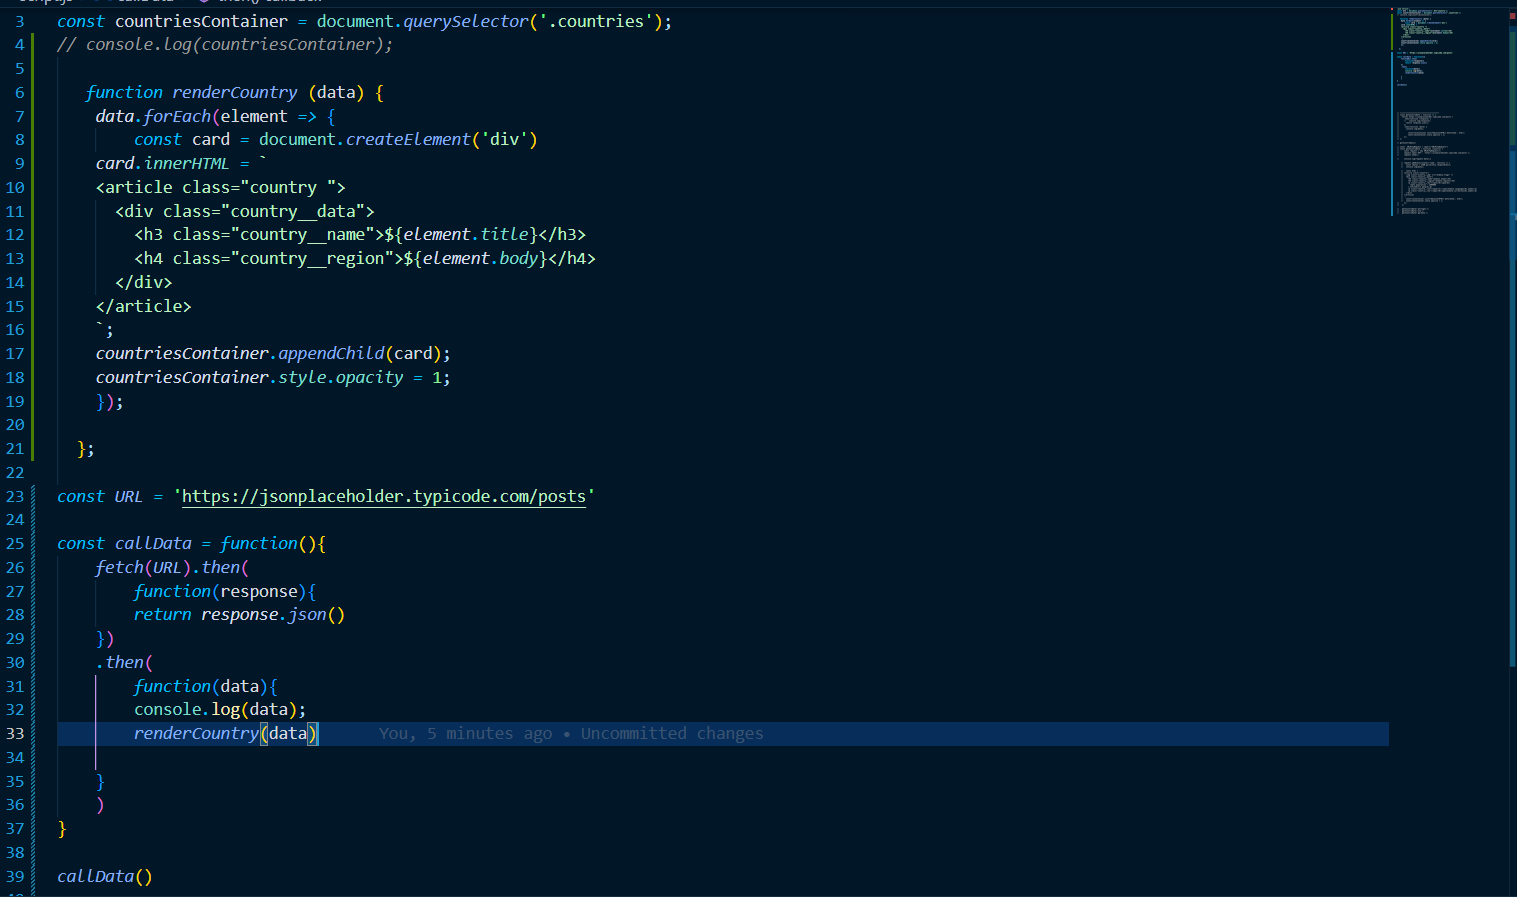 3 const countriesContainer = document.querySelector('.countries');
4 // console.log(countriesContainer);
5
6 function renderCountry (data) {
7 data.forEach(element => {
8 const card = document.createElement('div')
9 card.innerHTML = `
10 <article class="country ">
11 <div class="country__data">
12 <h3 class="country__name">${element.title}</h3>
13 <h4 class="country__region">${element.body}</h4>
14 </div>
15 </article>
16 `;
17 countriesContainer.appendChild(card);
18 countriesContainer.style.opacity = 1;
19 });
20
21 };
22
23 const URL = 'https://jsonplaceholder.typicode.com/posts'
24
25 const callData = function(){
26 fetch(URL).then(
27 function(response){
28 return response.json()
29 })
30 .then(
31 function(data){
32 console.log(data);
33 renderCountry(data) You, 5 minutes ago • Uncommitted changes
34
35 }
36 )
37 }
38
39 callData()